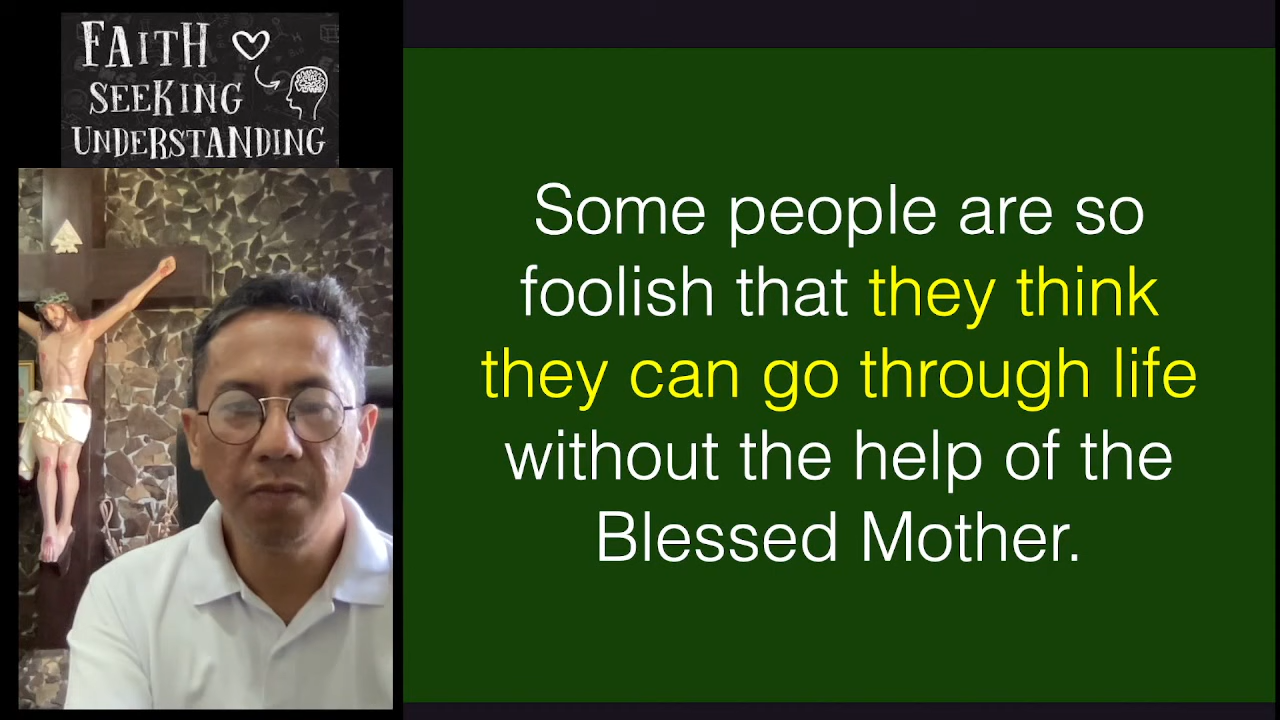 FAITH
SEEKING
UNDERSTANDING
Some people are so
foolish that they think
they can go through life
without the help of the
Blessed Mother.